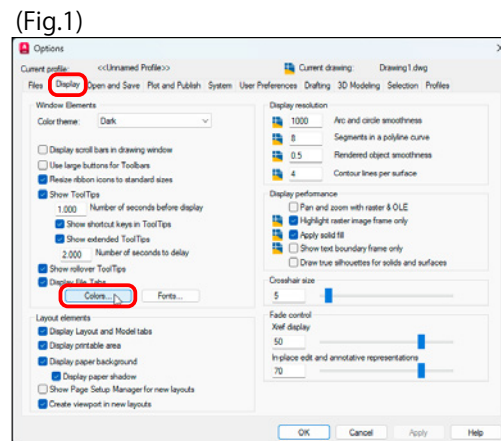 (Fig.1)
Options
Current profile: <<Unnamed Profile>> Current drawing: Drawing1.dwg
Files Display Open and Save Plot and Publish System User Preferences Drafting 3D Modeling Selection Profiles
Window Elements
Color theme: Dark
Display scroll bars in drawing window
Use large buttons for Toolbars
Resize ribbon icons to standard sizes
Show ToolTips
1.000 Number of seconds before display
Show shortcut keys in ToolTips
Show extended ToolTips
2.000 Number of seconds to delay
Show rollover ToolTips
Display File Tabs
Colors... Fonts...
Layout elements
Display Layout and Model tabs
Display printable area
Display paper background
Display paper shadow
Show Page Setup Manager for new layouts
Create viewport in new layouts
Display resolution
1000 Arc and circle smoothness
8 Segments in a polyline curve
0.5 Rendered object smoothness
4 Contour lines per surface
Display performance
Pan and zoom with raster & OLE
Highlight raster image frame only
Apply solid fill
Show text boundary frame only
Draw true silhouettes for solids and surfaces
Crosshair size
5
Fade control
Xref display
50
In-place edit and annotative representations
70
OK Cancel Apply Help